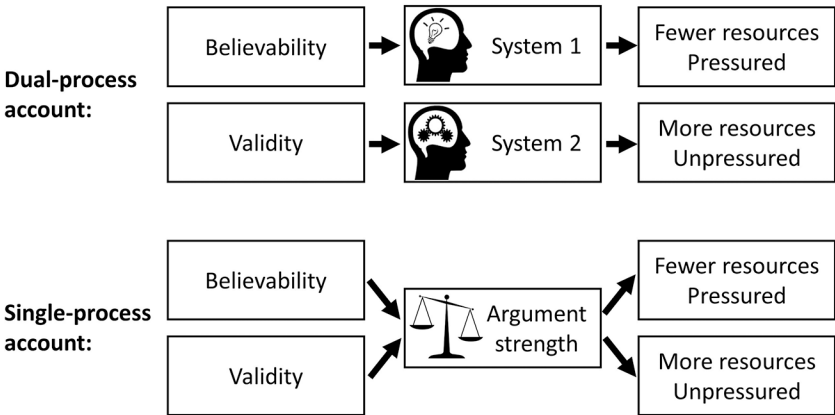 Dual-process
account:
Believability
System 1
Fewer resources
Pressured
Validity
System 2
More resources
Unpressured
Single-process
account:
Believability
Validity
Argument
strength
Fewer resources
Pressured
More resources
Unpressured